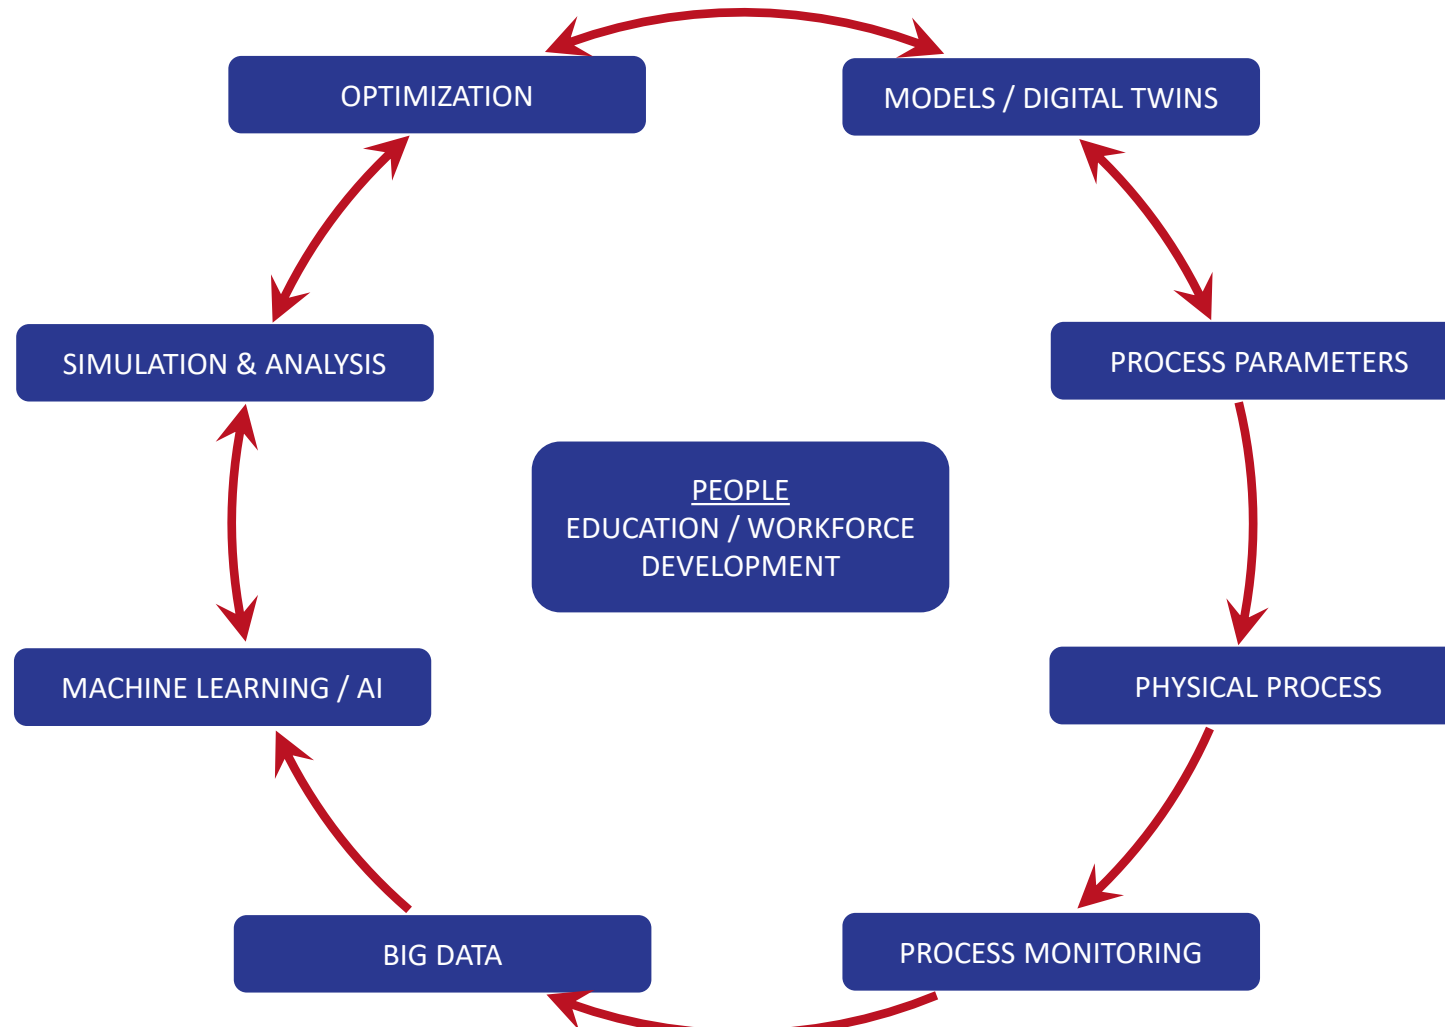 OPTIMIZATION
MODELS / DIGITAL TWINS
SIMULATION & ANALYSIS
PROCESS PARAMETERS
PEOPLE
EDUCATION / WORKFORCE
DEVELOPMENT
MACHINE LEARNING / AI
PHYSICAL PROCESS
BIG DATA
PROCESS MONITORING